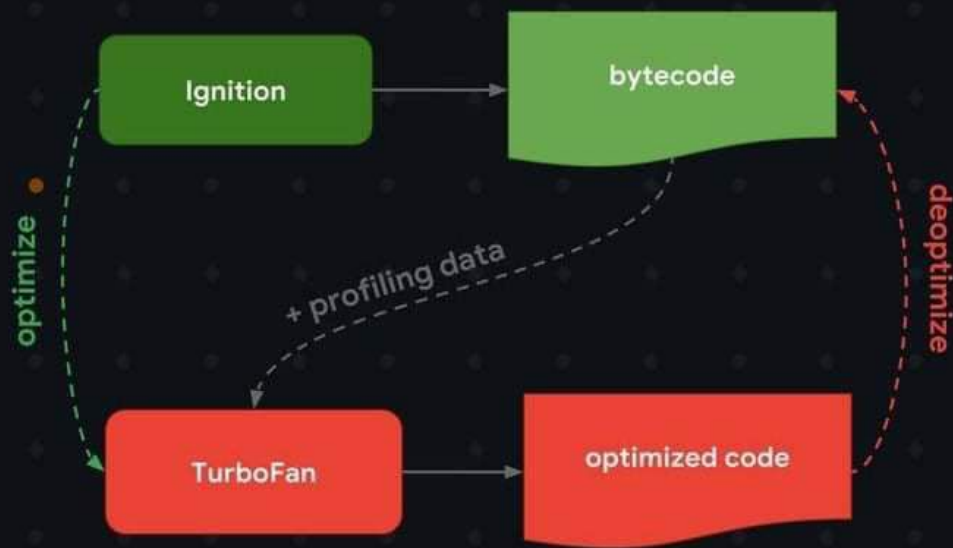 Ignition
bytecode
optimize
+ profiling data
deoptimize
TurboFan
optimized code